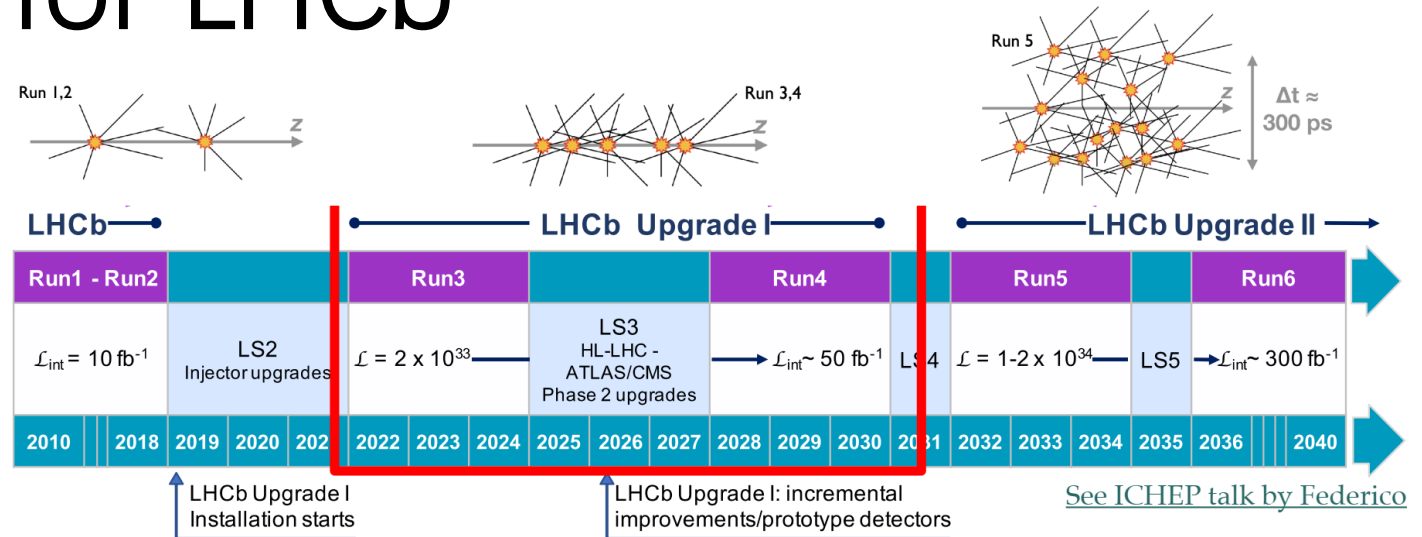 for LHCb
Run 1,2
z
Run 3,4
z
Run 5
z
Δt ≈
300 ps
LHCb
LHCb Upgrade I
LHCb Upgrade II
Run1 - Run2
Run3
Run4
Run5
Run6
ℒint = 10 fb-1
LS2
Injector upgrades
ℒ = 2 x 10³³
LS3
HL-LHC -
ATLAS/CMS
Phase 2 upgrades
ℒint~ 50 fb-1
LS4
ℒ = 1-2 x 10³⁴
LS5
ℒint~ 300 fb-1
2010 2018 2019 2020 202 2022 2023 2024 2025 2026 2027 2028 2029 2030 2031 2032 2033 2034 2035 2036 2040
LHCb Upgrade I
Installation starts
LHCb Upgrade I: incremental
improvements/prototype detectors
See ICHEP talk by Federico